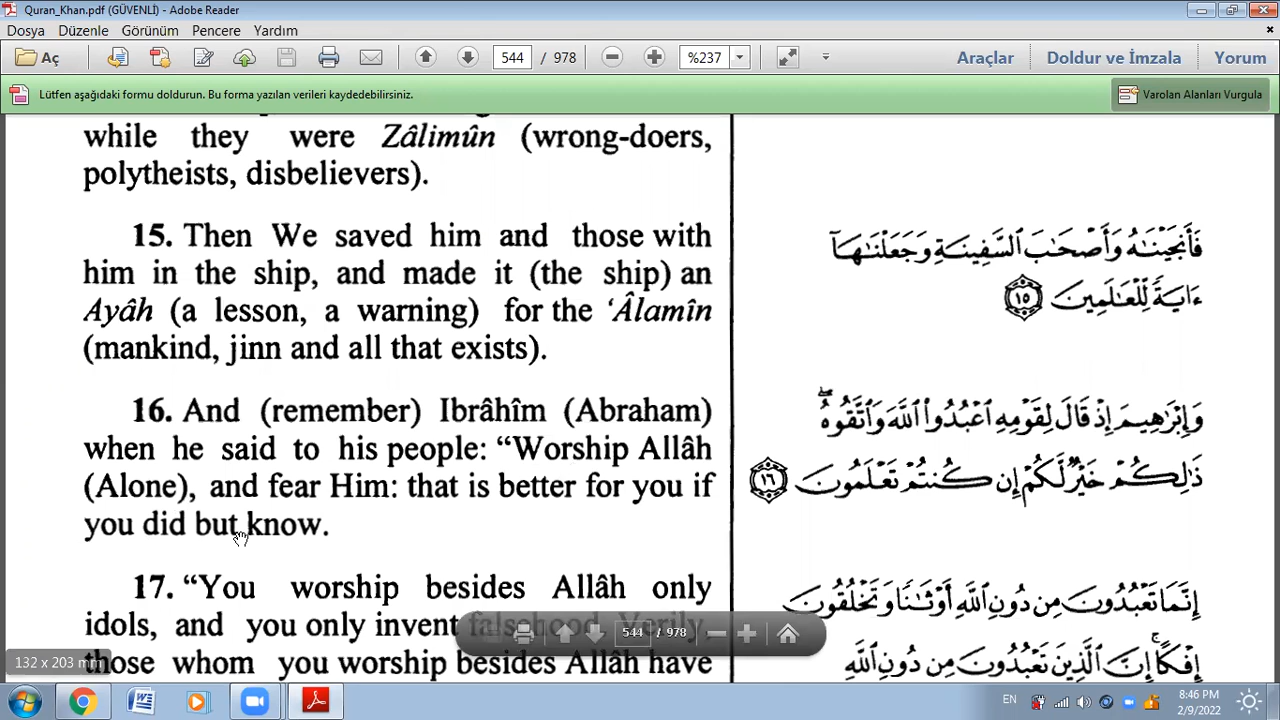 Quran_Khan.pdf (GÜVENLİ) - Adobe Reader
Dosya Düzenle Görünüm Pencere Yardım
Aç 544 / 978 %237 Araçlar Doldur ve İmzala Yorum
Lütfen aşağıdaki formu doldurun. Bu forma yazılan verileri kaydedebilirsiniz. Varolan Alanları Vurgula
while they were Zâlimûn (wrong-doers,
polytheists, disbelievers).
15. Then We saved him and those with
him in the ship, and made it (the ship) an
Ayâh (a lesson, a warning) for the ‘Âlamîn
(mankind, jinn and all that exists).
16. And (remember) Ibrâhîm (Abraham)
when he said to his people: “Worship Allâh
(Alone), and fear Him: that is better for you if
you did but know.
17. “You worship besides Allâh only
idols, and you only invent falsehood. Verily,
those whom you worship besides Allâh have
فَأَنجَيْنَـٰهُ وَأَصْحَـٰبَ ٱلسَّفِينَةِ وَجَعَلْنَـٰهَآ
ءَايَةً لِّلْعَـٰلَمِينَ ١٥
وَإِبْرَٰهِيمَ إِذْ قَالَ لِقَوْمِهِ ٱعْبُدُوا۟ ٱللَّهَ وَٱتَّقُوهُ ۖ
ذَٰلِكُمْ خَيْرٌ لَّكُمْ إِن كُنتُمْ تَعْلَمُونَ ١٦
إِنَّمَا تَعْبُدُونَ مِن دُونِ ٱللَّهِ أَوْثَـٰنًا وَتَخْلُقُونَ
إِفْكًا ۚ إِنَّ ٱلَّذِينَ تَعْبُدُونَ مِن دُونِ ٱللَّهِ
544 / 978
132 x 203 mm
EN 8:46 PM
2/9/2022